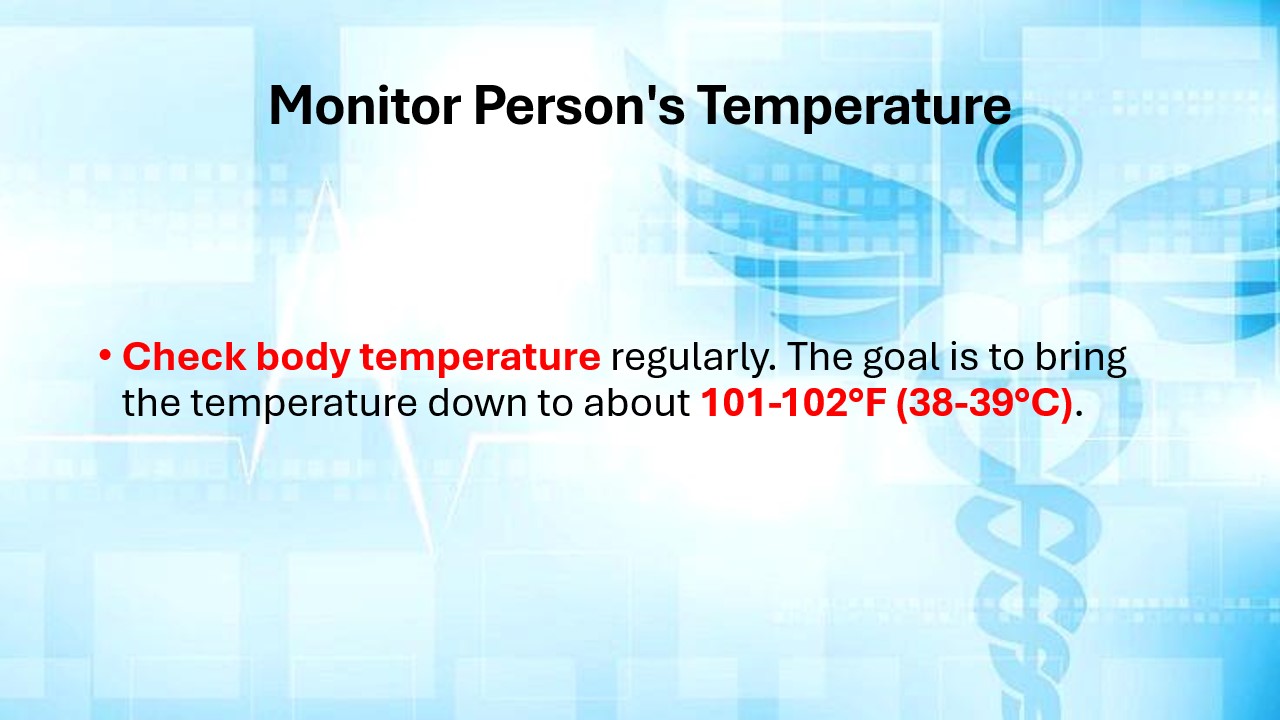 Monitor Person's Temperature
• Check body temperature regularly. The goal is to bring
the temperature down to about 101-102°F (38-39°C).